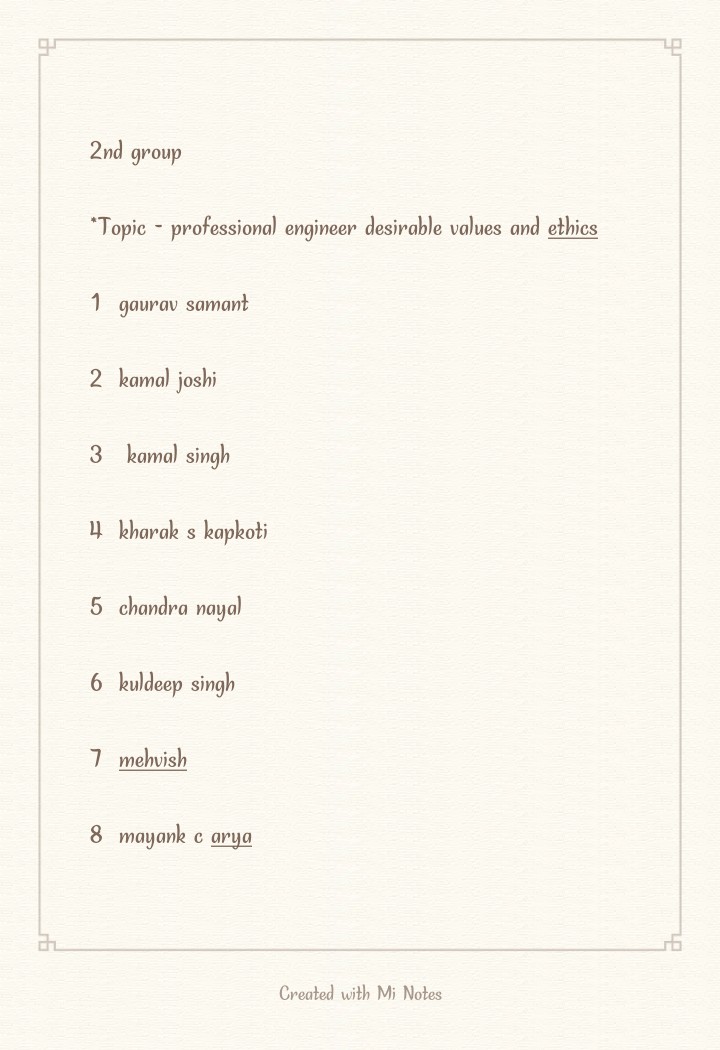 2nd group
*Topic - professional engineer desirable values and ethics
1 gaurav samant
2 kamal joshi
3 kamal singh
4 kharak s kapkoti
5 chandra nayal
6 kuldeep singh
7 mehvish
8 mayank c arya
Created with Mi Notes